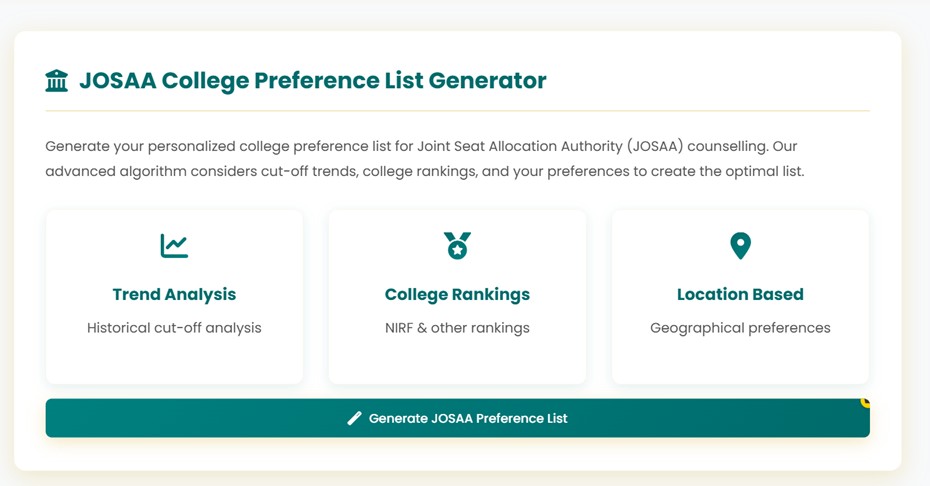 JOSAA College Preference List Generator
Generate your personalized college preference list for Joint Seat Allocation Authority (JOSAA) counselling. Our
advanced algorithm considers cut-off trends, college rankings, and your preferences to create the optimal list.
Trend Analysis
Historical cut-off analysis
College Rankings
NIRF & other rankings
Location Based
Geographical preferences
Generate JOSAA Preference List